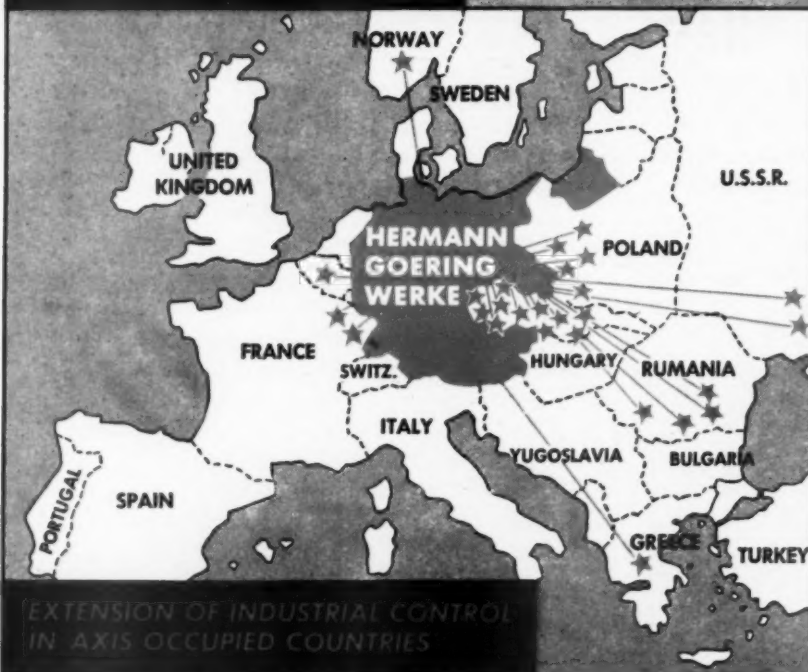 NORWAY
SWEDEN
UNITED
KINGDOM
U.S.S.R.
HERMANN
GOERING
WERKE
POLAND
FRANCE
SWITZ.
HUNGARY
RUMANIA
ITALY
YUGOSLAVIA
BULGARIA
PORTUGAL
SPAIN
GREECE
TURKEY
EXTENSION OF INDUSTRIAL CONTROL
IN AXIS OCCUPIED COUNTRIES